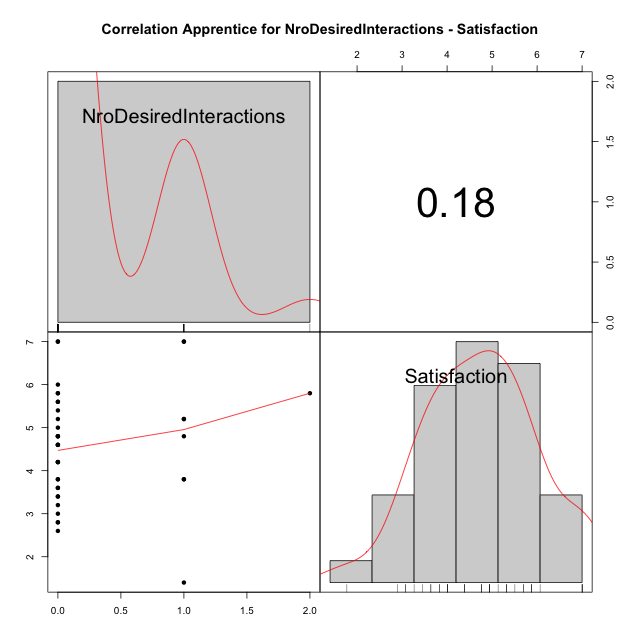 Correlation Apprentice for NroDesiredInteractions - Satisfaction
2 3 4 5 6 7
NroDesiredInteractions
0.18
0.0 0.5 1.0 1.5 2.0
2 3 4 5 6 7
Satisfaction
0.0 0.5 1.0 1.5 2.0